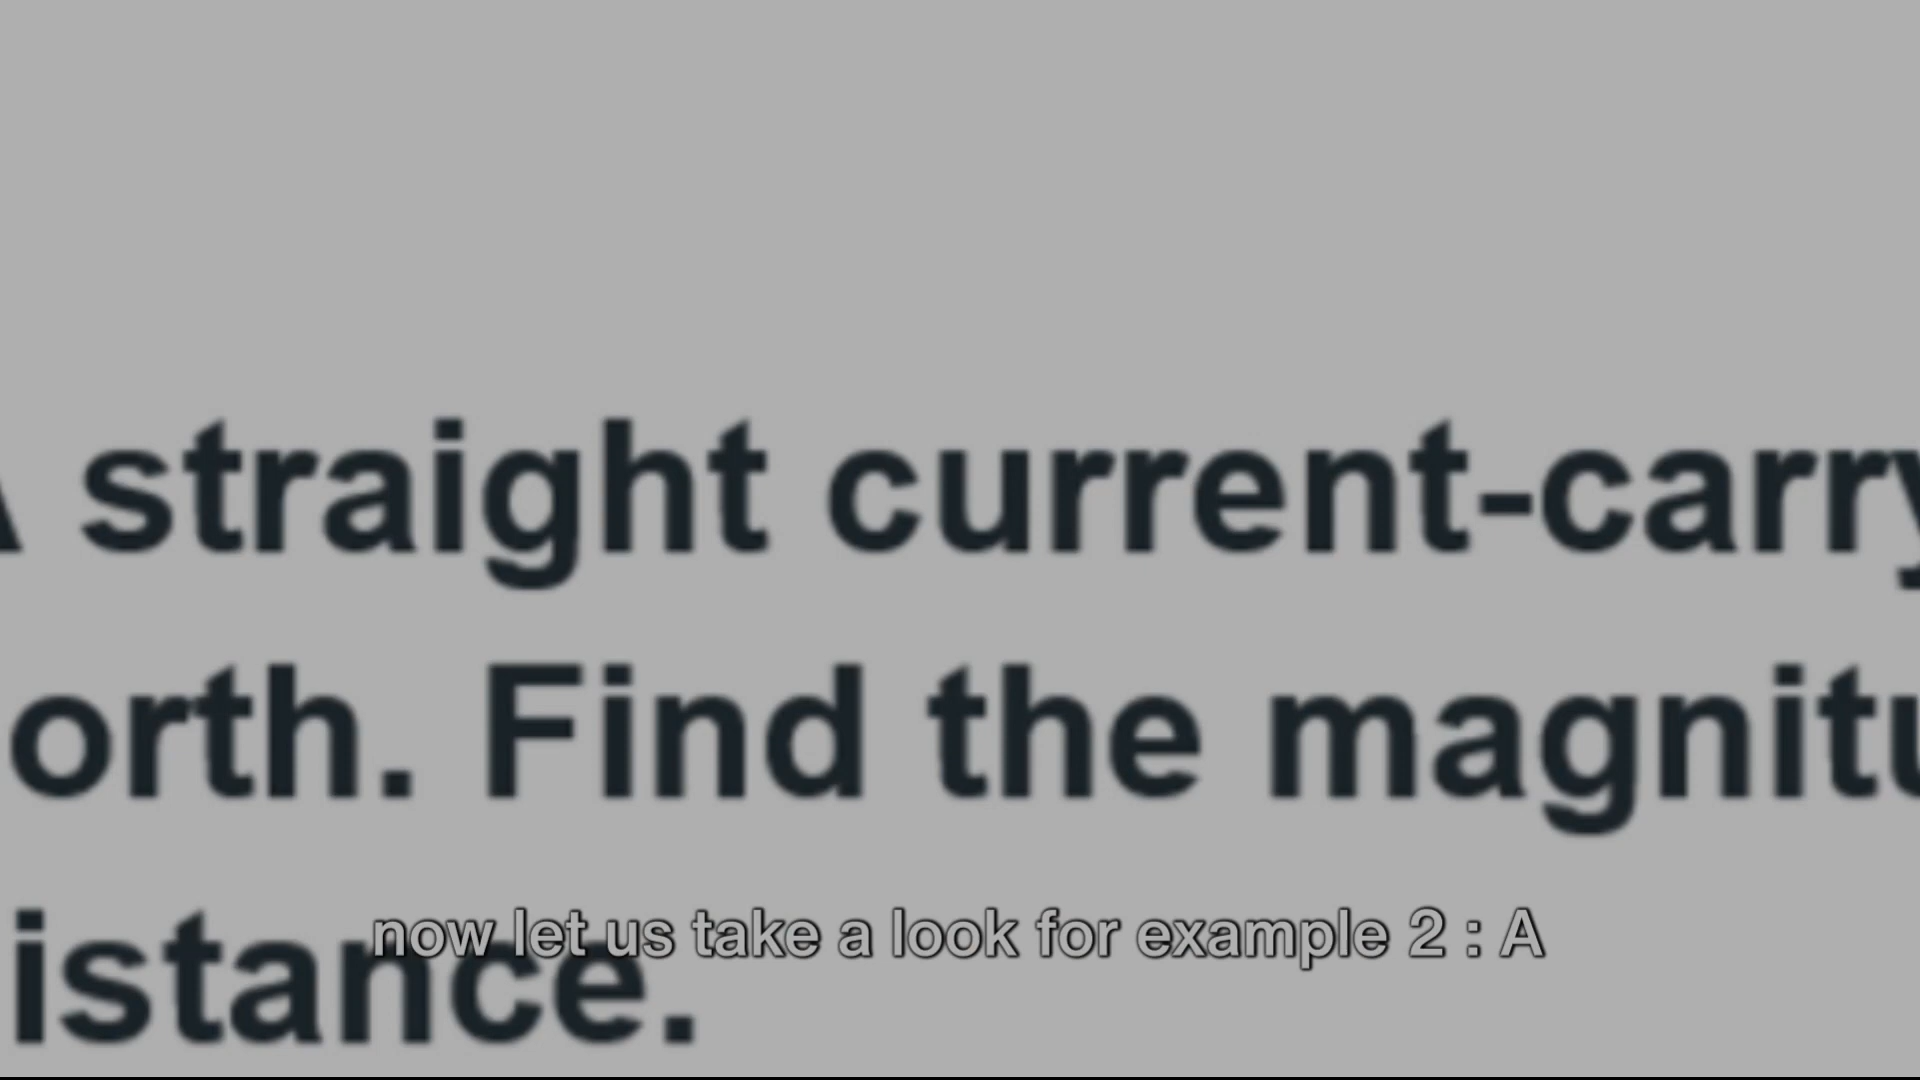 A straight current-carry
orth. Find the magnitu
istance.
now let us take a look for example 2 : A